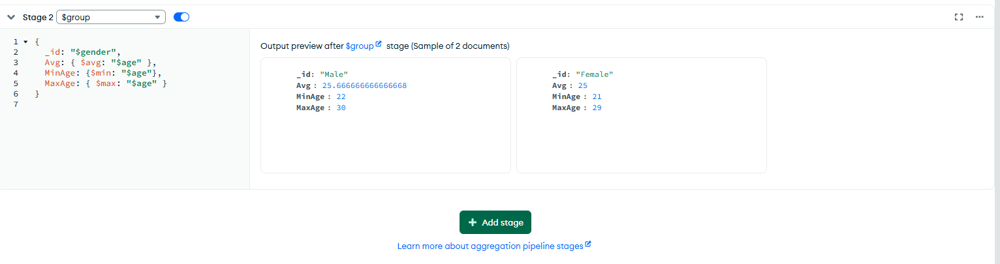 Stage 2 $group
1 {
2 _id: "$gender",
3 Avg: { $avg: "$age" },
4 MinAge: {$min: "$age"},
5 MaxAge: { $max: "$age" }
6 }
7
Output preview after $group stage (Sample of 2 documents)
_id: "Male"
Avg : 25.666666666666668
MinAge : 22
MaxAge : 30
_id: "Female"
Avg : 25
MinAge : 21
MaxAge : 29
+ Add stage
Learn more about aggregation pipeline stages